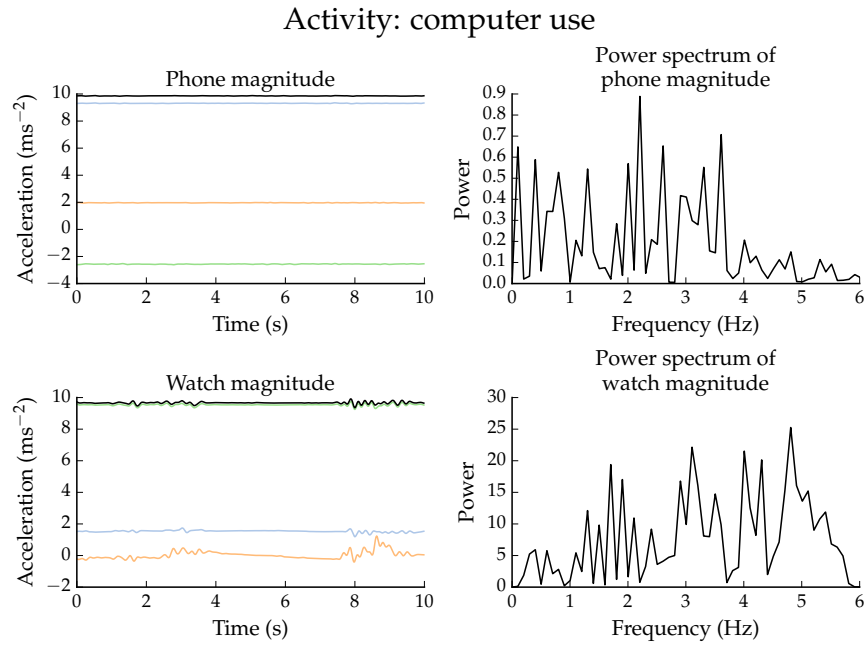 Activity: computer use
Phone magnitude
Acceleration (ms⁻²)
10
8
6
4
2
0
−2
−4
0 2 4 6 8 10
Time (s)
Power spectrum of
phone magnitude
Power
0.9
0.8
0.7
0.6
0.5
0.4
0.3
0.2
0.1
0.0
0 1 2 3 4 5 6
Frequency (Hz)
Watch magnitude
Acceleration (ms⁻²)
10
8
6
4
2
0
−2
0 2 4 6 8 10
Time (s)
Power spectrum of
watch magnitude
Power
30
25
20
15
10
5
0
0 1 2 3 4 5 6
Frequency (Hz)